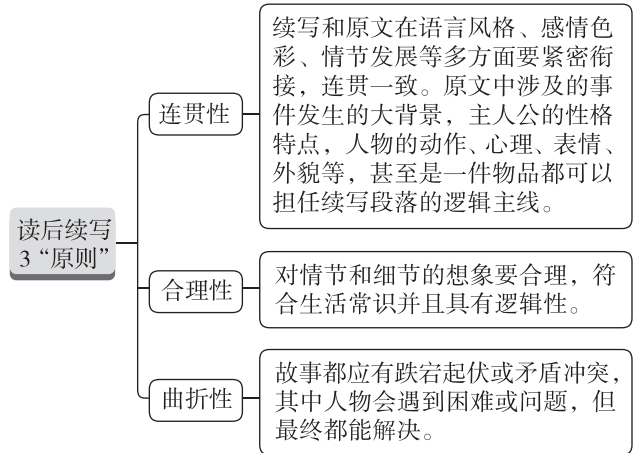 读后续写
3“原则”
连贯性
续写和原文在语言风格、感情色
彩、情节发展等多方面要紧密衔
接，连贯一致。原文中涉及的事
件发生的大背景，主人公的性格
特点，人物的动作、心理、表情、
外貌等，甚至是一件物品都可以
担任续写段落的逻辑主线。
合理性
对情节和细节的想象要合理，符
合生活常识并且具有逻辑性。
曲折性
故事都应有跌宕起伏或矛盾冲突，
其中人物会遇到困难或问题，但
最终都能解决。